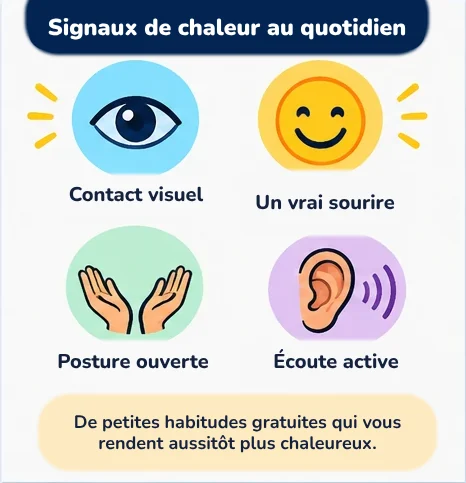 Signaux de chaleur au quotidien
Contact visuel
Un vrai sourire
Posture ouverte
Écoute active
De petites habitudes gratuites qui vous
rendent aussitôt plus chaleureux.